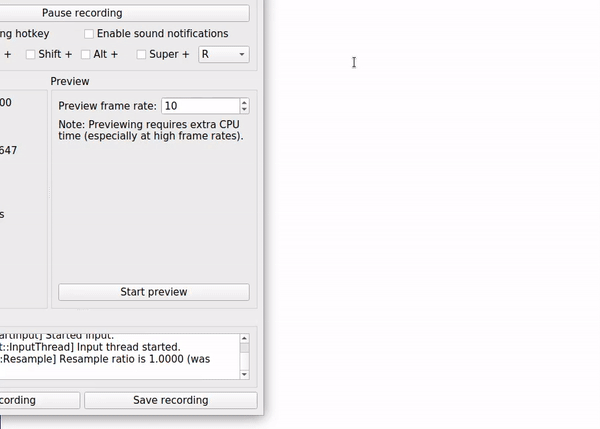 Pause recording
ng hotkey
Enable sound notifications
+ Shift + Alt + Super + R
Preview
00
Preview frame rate: 10
Note: Previewing requires extra CPU
time (especially at high frame rates).
647
s
Start preview
artInput] Started input.
t::InputThread] Input thread started.
:Resample] Resample ratio is 1.0000 (was
cording
Save recording